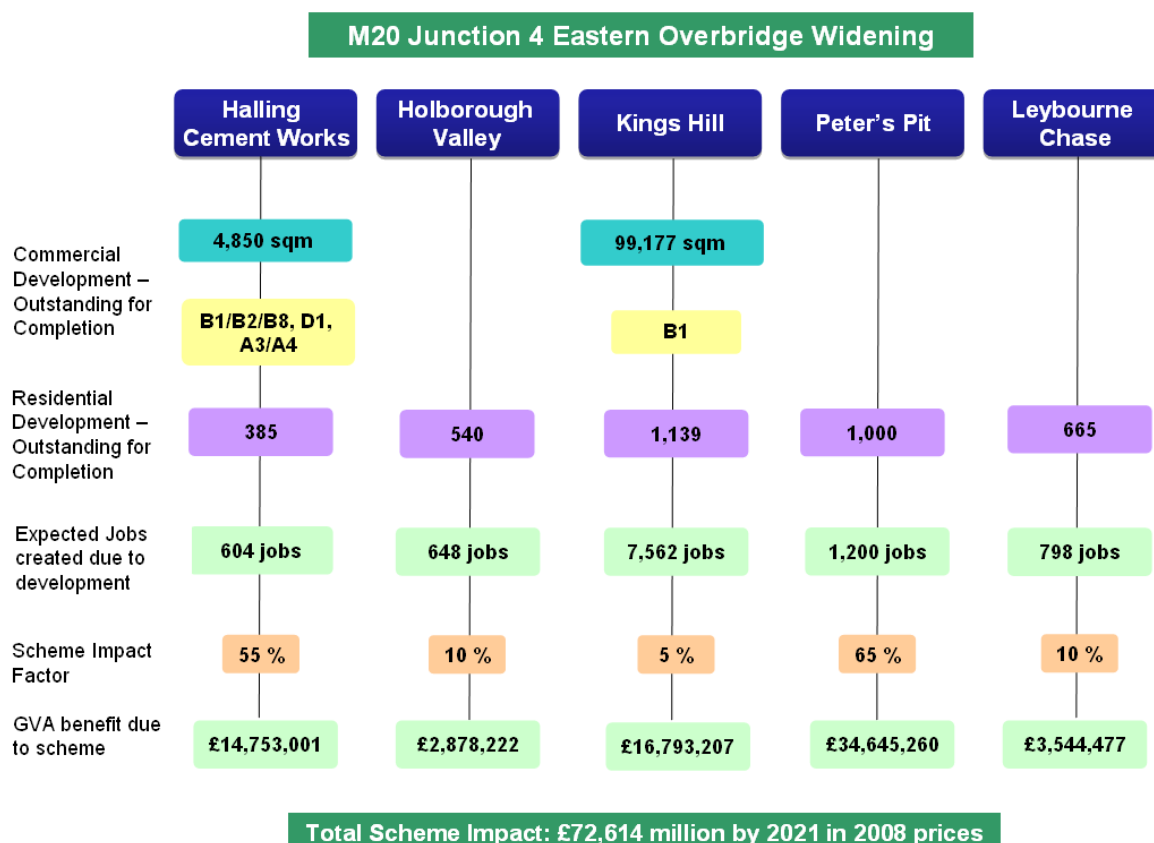 M20 Junction 4 Eastern Overbridge Widening
Halling
Cement Works
Holborough
Valley
Kings Hill
Peter's Pit
Leybourne
Chase
Commercial
Development –
Outstanding for
Completion
4,850 sqm
99,177 sqm
B1/B2/B8, D1,
A3/A4
B1
Residential
Development –
Outstanding for
Completion
385
540
1,139
1,000
665
Expected Jobs
created due to
development
604 jobs
648 jobs
7,562 jobs
1,200 jobs
798 jobs
Scheme Impact
Factor
55 %
10 %
5 %
65 %
10 %
GVA benefit due
to scheme
£14,753,001
£2,878,222
£16,793,207
£34,645,260
£3,544,477
Total Scheme Impact: £72,614 million by 2021 in 2008 prices